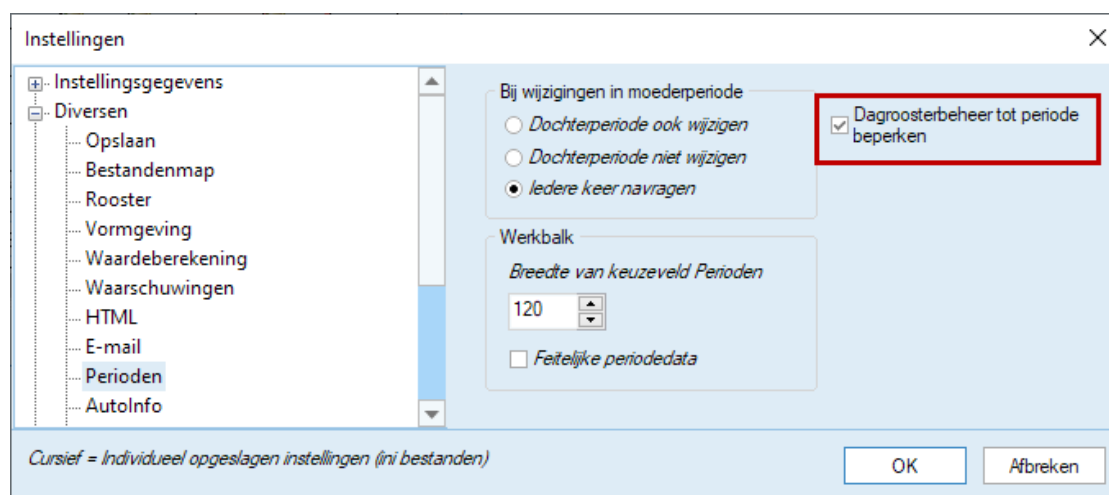 Instellingen
Instellingsgegevens
Diversen
Opslaan
Bestandenmap
Rooster
Vormgeving
Waardeberekening
Waarschuwingen
HTML
E-mail
Perioden
AutoInfo
Bij wijzigingen in moederperiode
Dochterperiode ook wijzigen
Dochterperiode niet wijzigen
Iedere keer navragen
Werkbalk
Breedte van keuzeveld Perioden
120
Feitelijke periodedata
Dagroosterbeheer tot periode
beperken
Cursief = Individueel opgeslagen instellingen (ini bestanden)
OK
Afbreken